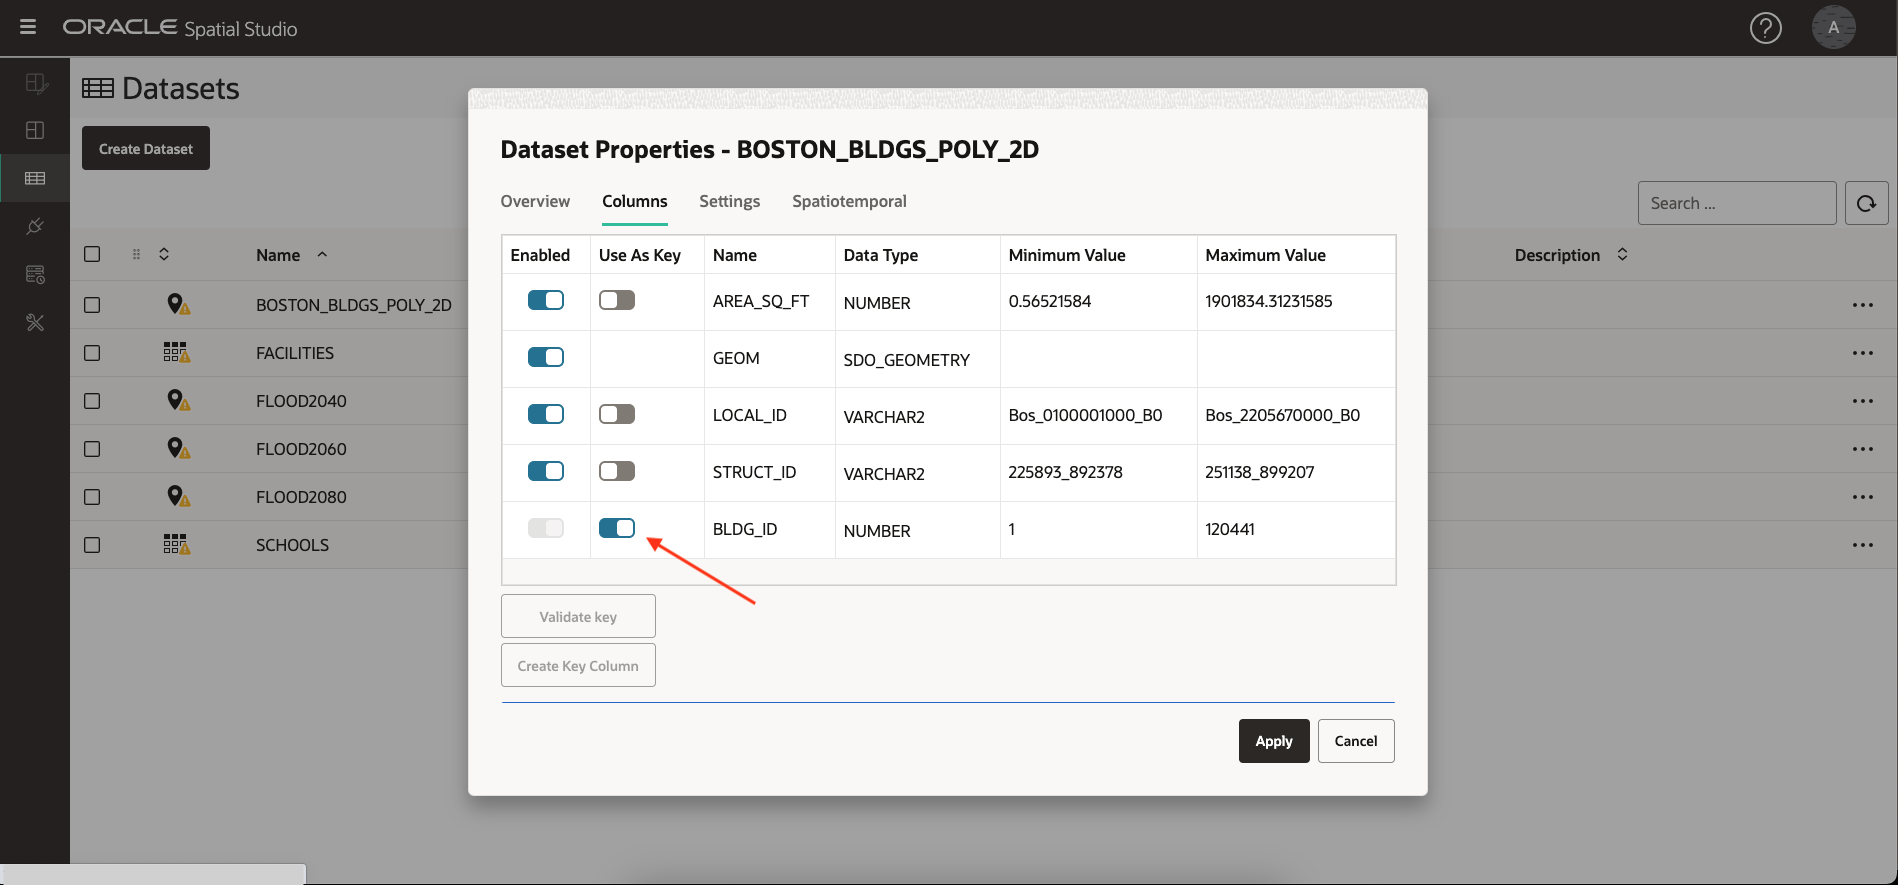 ORACLE Spatial Studio
?
A
Datasets
Create Dataset
Search ...
Name
Description
BOSTON_BLDGS_POLY_2D
FACILITIES
FLOOD2040
FLOOD2060
FLOOD2080
SCHOOLS
Dataset Properties - BOSTON_BLDGS_POLY_2D
Overview Columns Settings Spatiotemporal
Enabled Use As Key Name Data Type Minimum Value Maximum Value
AREA_SQ_FT NUMBER 0.56521584 1901834.31231585
GEOM SDO_GEOMETRY
LOCAL_ID VARCHAR2 Bos_0100001000_B0 Bos_2205670000_B0
STRUCT_ID VARCHAR2 225893_892378 251138_899207
BLDG_ID NUMBER 1 120441
Validate key
Create Key Column
Apply Cancel